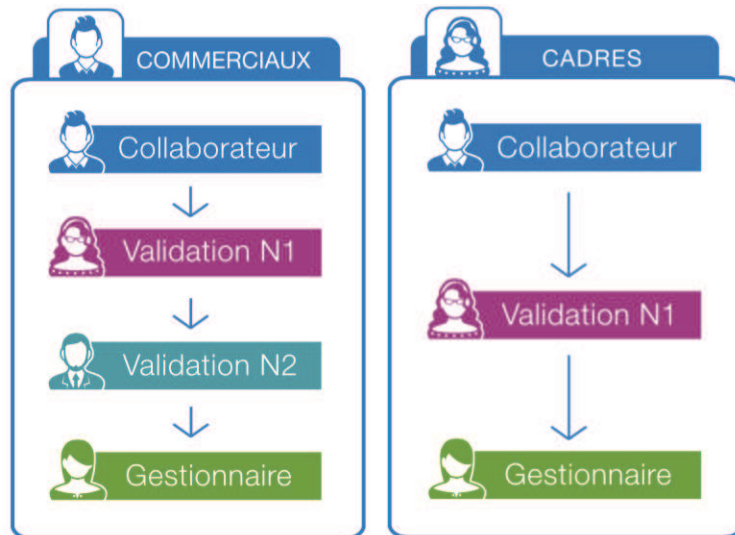 COMMERCIAUX
Collaborateur
Validation N1
Validation N2
Gestionnaire
CADRES
Collaborateur
Validation N1
Gestionnaire